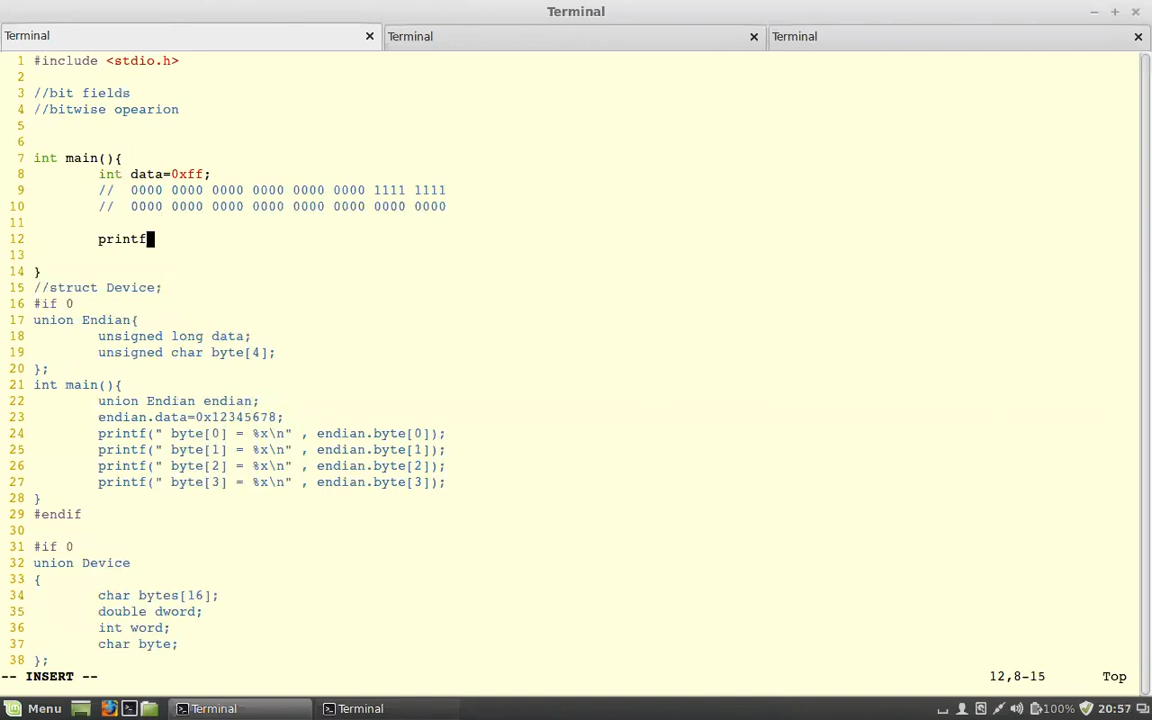 Terminal
Terminal
Terminal
Terminal
1 #include <stdio.h>
2
3 //bit fields
4 //bitwise opearion
5
6
7 int main(){
8 int data=0xff;
9 // 0000 0000 0000 0000 0000 0000 1111 1111
10 // 0000 0000 0000 0000 0000 0000 0000 0000
11
12 printf
13
14 }
15 //struct Device;
16 #if 0
17 union Endian{
18 unsigned long data;
19 unsigned char byte[4];
20 };
21 int main(){
22 union Endian endian;
23 endian.data=0x12345678;
24 printf(" byte[0] = %x\n" , endian.byte[0]);
25 printf(" byte[1] = %x\n" , endian.byte[1]);
26 printf(" byte[2] = %x\n" , endian.byte[2]);
27 printf(" byte[3] = %x\n" , endian.byte[3]);
28 }
29 #endif
30
31 #if 0
32 union Device
33 {
34 char bytes[16];
35 double dword;
36 int word;
37 char byte;
38 };
-- INSERT -- 12,8-15 Top
Menu Terminal Terminal 100% 20:57